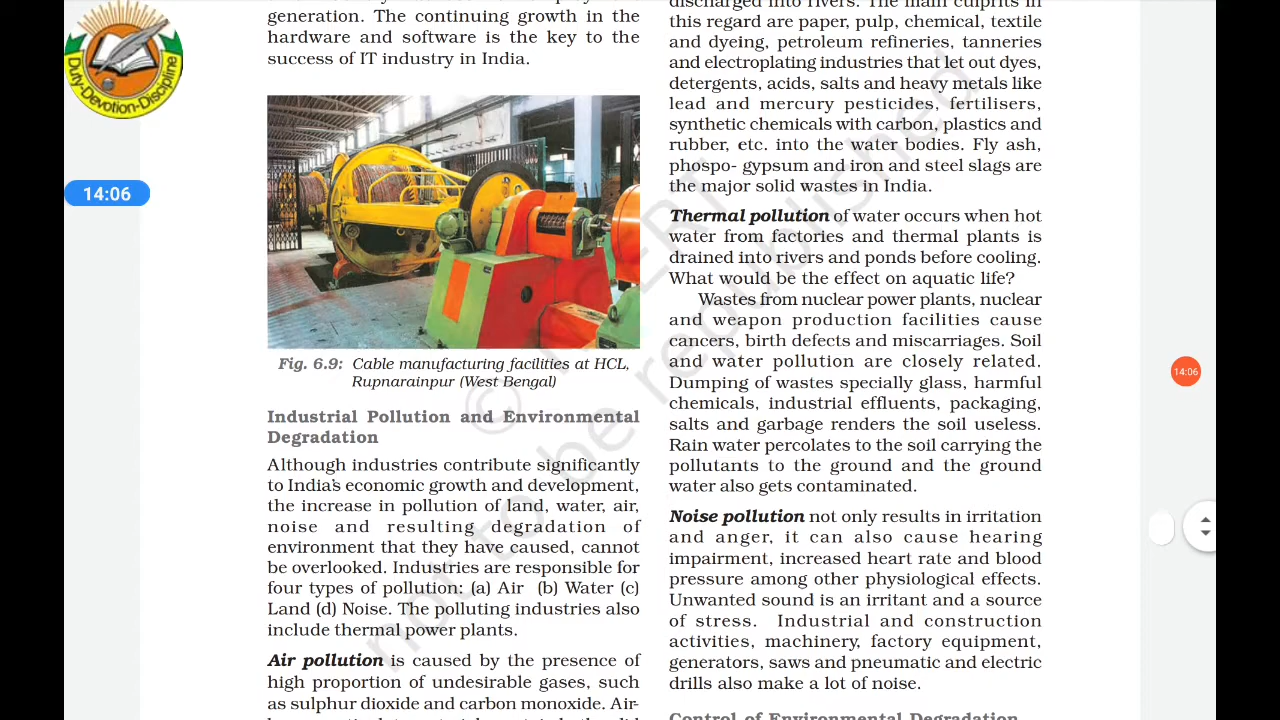 generation. The continuing growth in the
hardware and software is the key to the
success of IT industry in India.
Duty-Devotion-Discipline
14:06
Fig. 6.9: Cable manufacturing facilities at HCL,
Rupnarainpur (West Bengal)
Industrial Pollution and Environmental
Degradation
Although industries contribute significantly
to India's economic growth and development,
the increase in pollution of land, water, air,
noise and resulting degradation of
environment that they have caused, cannot
be overlooked. Industries are responsible for
four types of pollution: (a) Air (b) Water (c)
Land (d) Noise. The polluting industries also
include thermal power plants.
Air pollution is caused by the presence of
high proportion of undesirable gases, such
as sulphur dioxide and carbon monoxide. Air-
discharged into rivers. The main culprits in
this regard are paper, pulp, chemical, textile
and dyeing, petroleum refineries, tanneries
and electroplating industries that let out dyes,
detergents, acids, salts and heavy metals like
lead and mercury pesticides, fertilisers,
synthetic chemicals with carbon, plastics and
rubber, etc. into the water bodies. Fly ash,
phospo- gypsum and iron and steel slags are
the major solid wastes in India.
Thermal pollution of water occurs when hot
water from factories and thermal plants is
drained into rivers and ponds before cooling.
What would be the effect on aquatic life?
Wastes from nuclear power plants, nuclear
and weapon production facilities cause
cancers, birth defects and miscarriages. Soil
and water pollution are closely related.
Dumping of wastes specially glass, harmful
chemicals, industrial effluents, packaging,
salts and garbage renders the soil useless.
Rain water percolates to the soil carrying the
pollutants to the ground and the ground
water also gets contaminated.
Noise pollution not only results in irritation
and anger, it can also cause hearing
impairment, increased heart rate and blood
pressure among other physiological effects.
Unwanted sound is an irritant and a source
of stress. Industrial and construction
activities, machinery, factory equipment,
generators, saws and pneumatic and electric
drills also make a lot of noise.
Control of Environmental Degradation
14:06
not to be republished